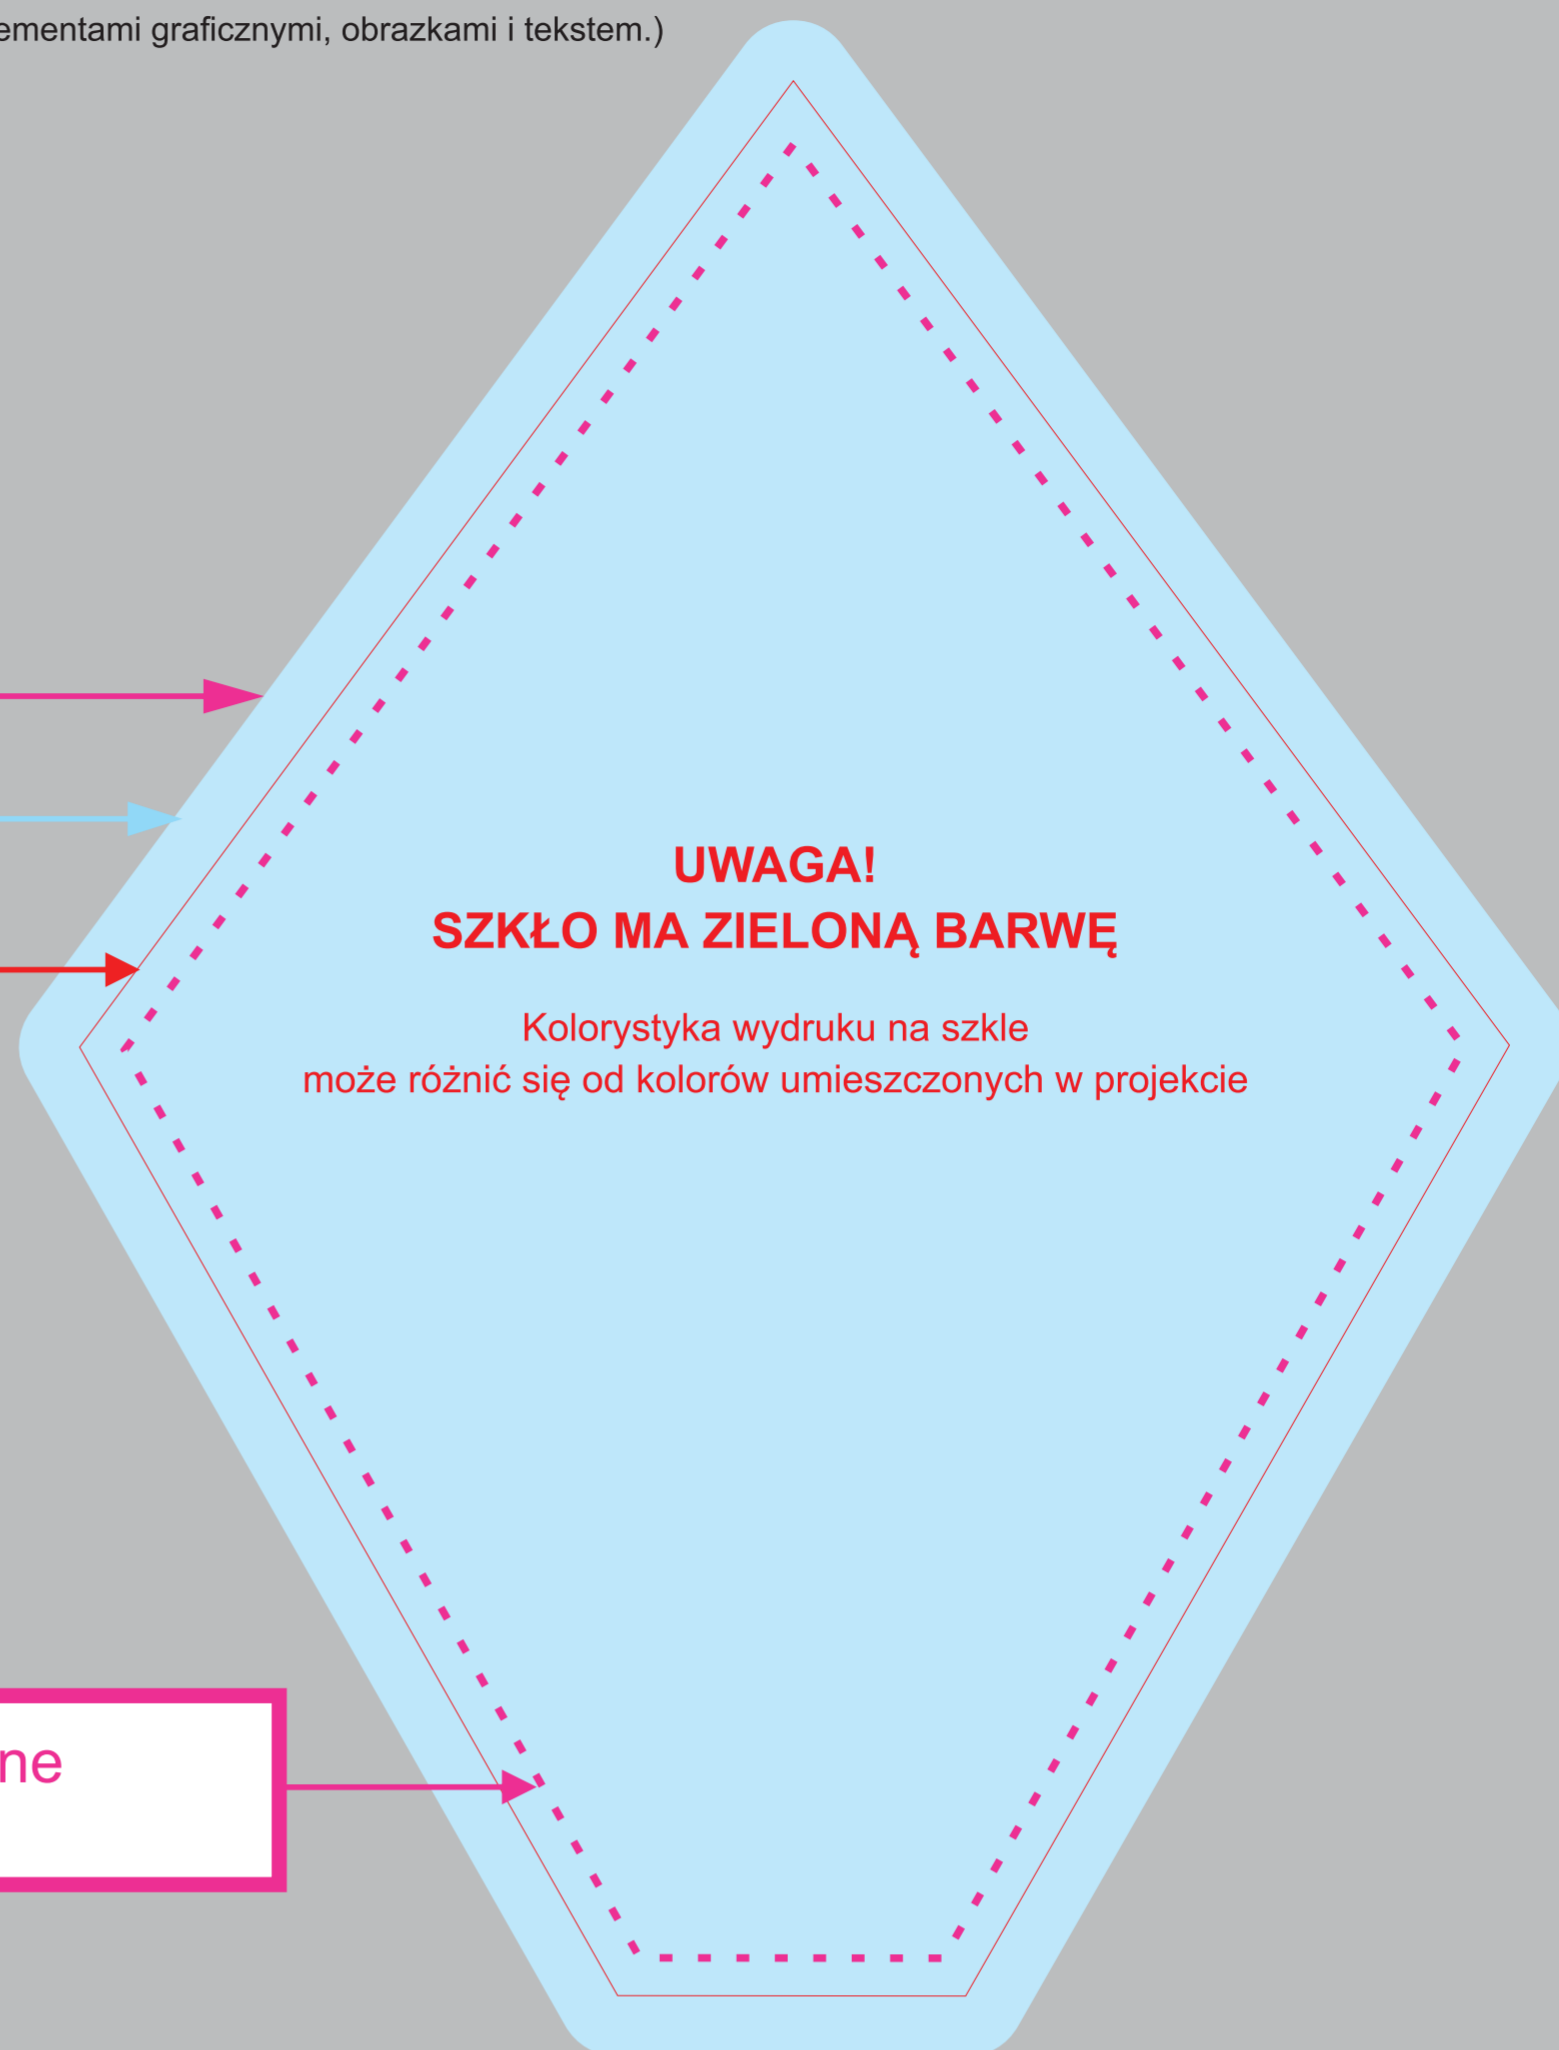 ementami graficznymi, obrazkami i tekstem.)
UWAGA!
SZKŁO MA ZIELONĄ BARWĘ
Kolorystyka wydruku na szkle
może różnić się od kolorów umieszczonych w projekcie
ne